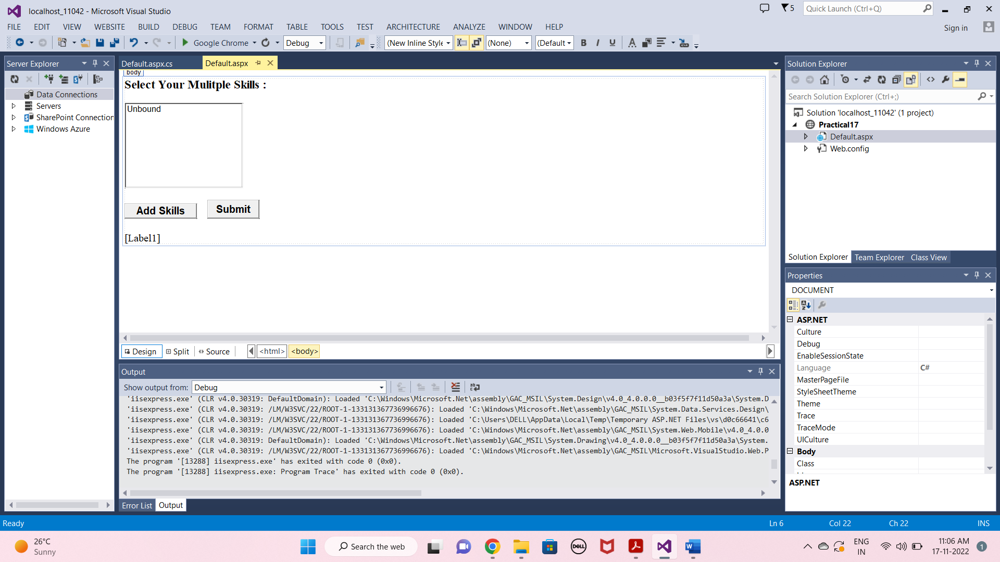 localhost_11042 - Microsoft Visual Studio
5
Quick Launch (Ctrl+Q)
FILE EDIT VIEW WEBSITE BUILD DEBUG TEAM FORMAT TABLE TOOLS TEST ARCHITECTURE ANALYZE WINDOW HELP
Sign in
Google Chrome Debug (New Inline Style (None) (Default B I U A
Server Explorer
Data Connections
Servers
SharePoint Connection
Windows Azure
Default.aspx.cs Default.aspx
body
Select Your Mulitple Skills :
Unbound
Add Skills Submit
[Label1]
Design Split Source <html> <body>
Output
Show output from: Debug
'iisexpress.exe' (CLR v4.0.30319: DefaultDomain): Loaded 'C:\Windows\Microsoft.Net\assembly\GAC_MSIL\System.Design\v4.0_4.0.0.0__b03f5f7f11d50a3a\System.D
'iisexpress.exe' (CLR v4.0.30319: /LM/W3SVC/22/ROOT-1-133131367736996676): Loaded 'C:\Windows\Microsoft.Net\assembly\GAC_MSIL\System.Data.Services.Design\
'iisexpress.exe' (CLR v4.0.30319: /LM/W3SVC/22/ROOT-1-133131367736996676): Loaded 'C:\Users\DELL\AppData\Local\Temp\Temporary ASP.NET Files\vs\d0c66641\c6
'iisexpress.exe' (CLR v4.0.30319: /LM/W3SVC/22/ROOT-1-133131367736996676): Loaded 'C:\Windows\Microsoft.Net\assembly\GAC_MSIL\System.Web.Mobile\v4.0_4.0.0
'iisexpress.exe' (CLR v4.0.30319: DefaultDomain): Loaded 'C:\Windows\Microsoft.Net\assembly\GAC_MSIL\System.Drawing\v4.0_4.0.0.0__b03f5f7f11d50a3a\System.
'iisexpress.exe' (CLR v4.0.30319: /LM/W3SVC/22/ROOT-1-133131367736996676): Loaded 'C:\Windows\Microsoft.Net\assembly\GAC_MSIL\Microsoft.VisualStudio.Web.P
The program '[13288] iisexpress.exe' has exited with code 0 (0x0).
The program '[13288] iisexpress.exe: Program Trace' has exited with code 0 (0x0).
Error List Output
Solution Explorer
Search Solution Explorer (Ctrl+;)
Solution 'localhost_11042' (1 project)
Practical17
Default.aspx
Web.config
Solution Explorer Team Explorer Class View
Properties
DOCUMENT
ASP.NET
Culture
Debug
EnableSessionState
Language C#
MasterPageFile
StyleSheetTheme
Theme
Trace
TraceMode
UICulture
Body
Class
ASP.NET
Ready Ln 6 Col 22 Ch 22 INS
26°C
Sunny
Search the web
DELL
ENG
IN
11:06 AM
17-11-2022
1